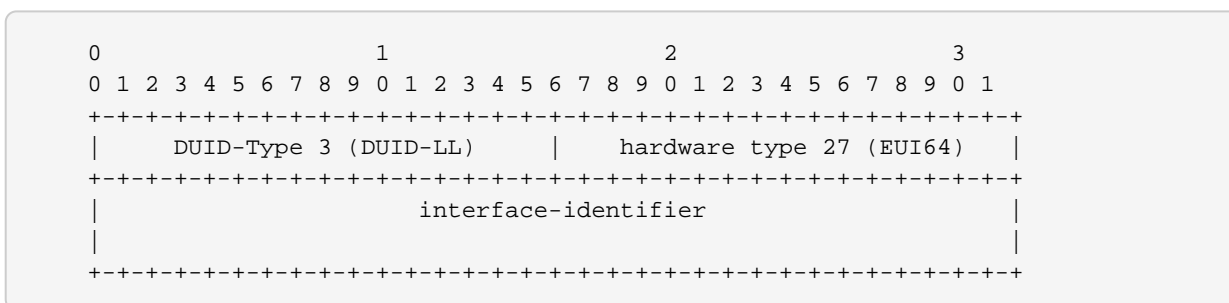 0                   1                   2                   3
0 1 2 3 4 5 6 7 8 9 0 1 2 3 4 5 6 7 8 9 0 1 2 3 4 5 6 7 8 9 0 1
+-+-+-+-+-+-+-+-+-+-+-+-+-+-+-+-+-+-+-+-+-+-+-+-+-+-+-+-+-+-+-+-+
|     DUID-Type 3 (DUID-LL)     |    hardware type 27 (EUI64)   |
+-+-+-+-+-+-+-+-+-+-+-+-+-+-+-+-+-+-+-+-+-+-+-+-+-+-+-+-+-+-+-+-+
|                      interface-identifier                     |
|                                                               |
+-+-+-+-+-+-+-+-+-+-+-+-+-+-+-+-+-+-+-+-+-+-+-+-+-+-+-+-+-+-+-+-+